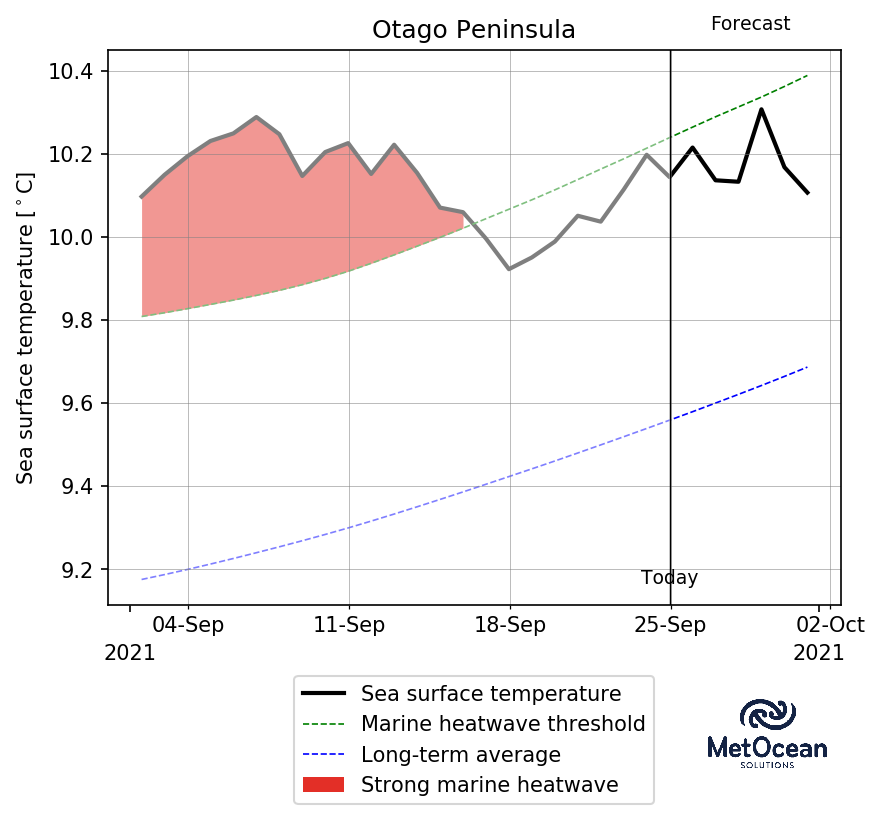 Otago Peninsula
Forecast
Sea surface temperature [°C]
10.4
10.2
10.0
9.8
9.6
9.4
9.2
Today
04-Sep 11-Sep 18-Sep 25-Sep 02-Oct
2021 2021
Sea surface temperature
Marine heatwave threshold
Long-term average
Strong marine heatwave
MetOcean
SOLUTIONS